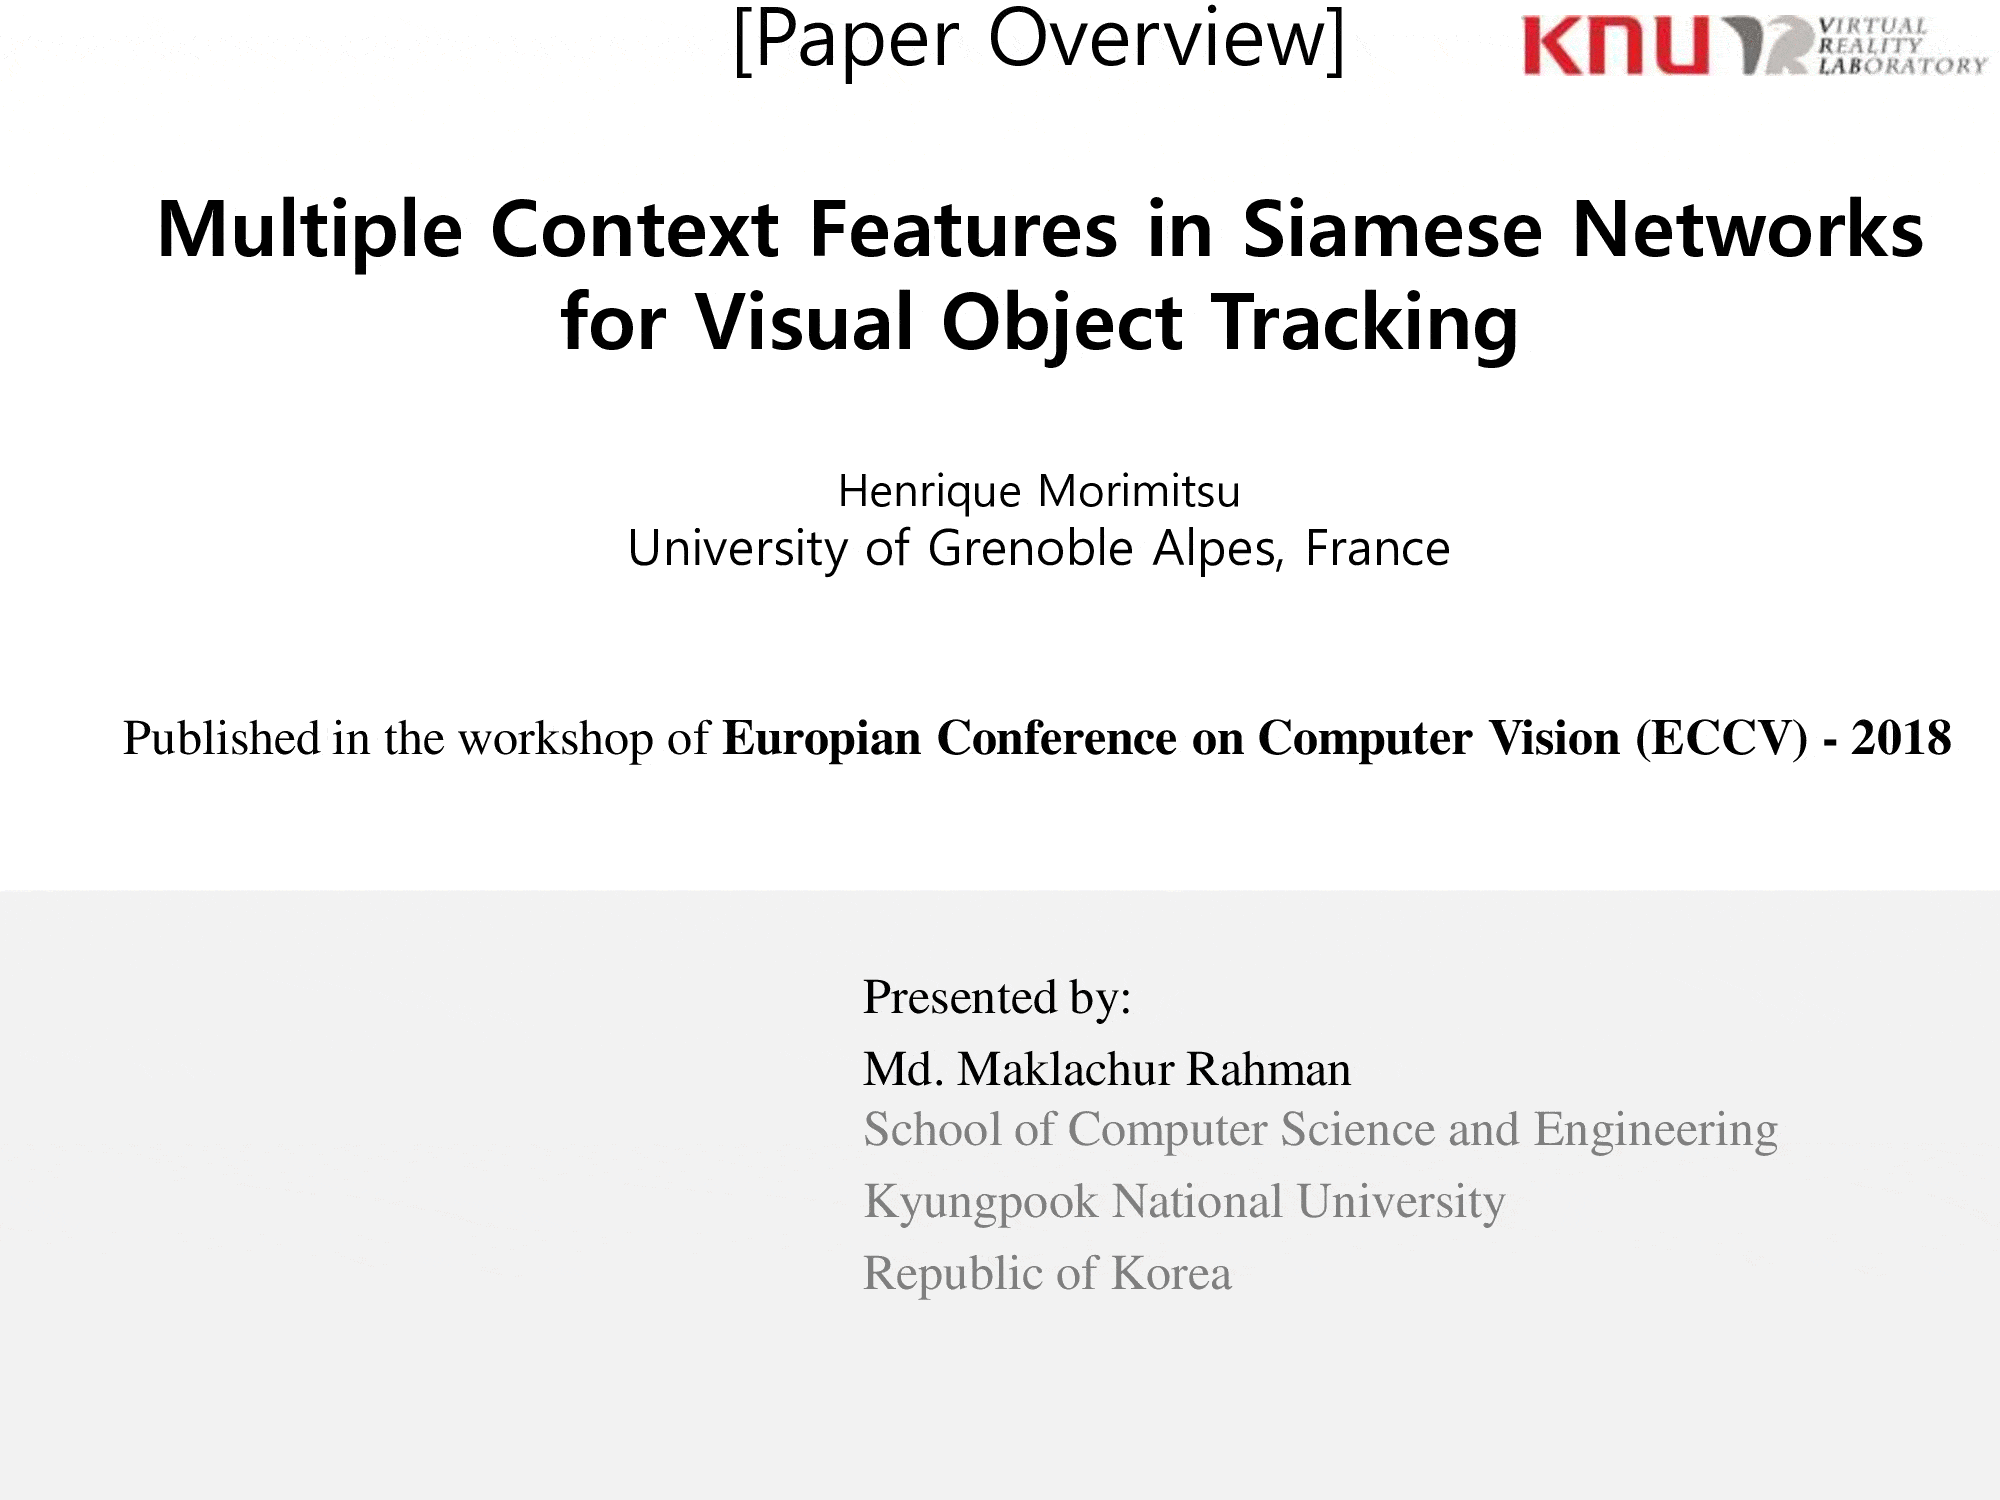 [Paper Overview]
KNU VR VIRTUAL
REALITY
LABORATORY
Multiple Context Features in Siamese Networks
for Visual Object Tracking
Henrique Morimitsu
University of Grenoble Alpes, France
Published in the workshop of Europian Conference on Computer Vision (ECCV) - 2018
Presented by:
Md. Maklachur Rahman
School of Computer Science and Engineering
Kyungpook National University
Republic of Korea